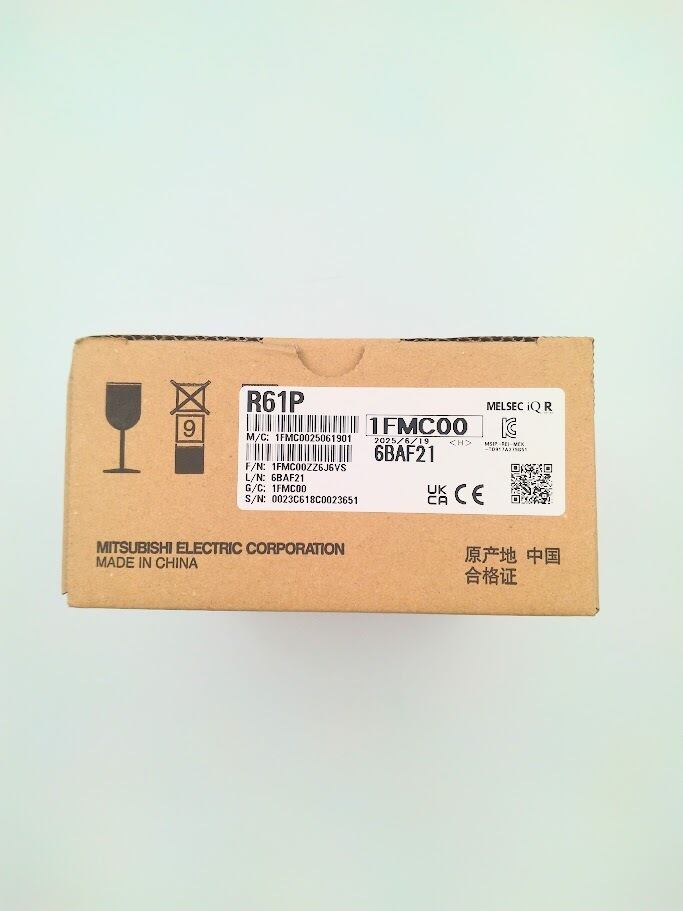 R61P
MELSEC iQ R
1FMC00
M/C: 1FMC0025061901
2025/6/19 <H>
6BAF21
F/N: 1FMC00ZZ6J6VS
L/N: 6BAF21
G/C: 1FMC00
S/N: 0023C618C0023651
UK
CA
CE
9
MITSUBISHI ELECTRIC CORPORATION
MADE IN CHINA
原产地 中国
合格证